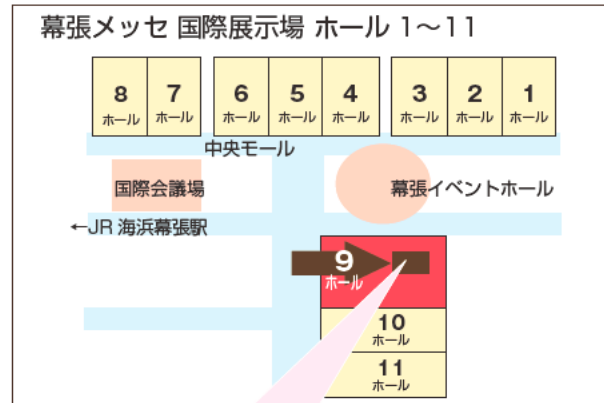 幕張メッセ 国際展示場 ホール 1〜11
8
ホール
7
ホール
6
ホール
5
ホール
4
ホール
3
ホール
2
ホール
1
ホール
中央モール
国際会議場
幕張イベントホール
←JR 海浜幕張駅
9
ホール
10
ホール
11
ホール